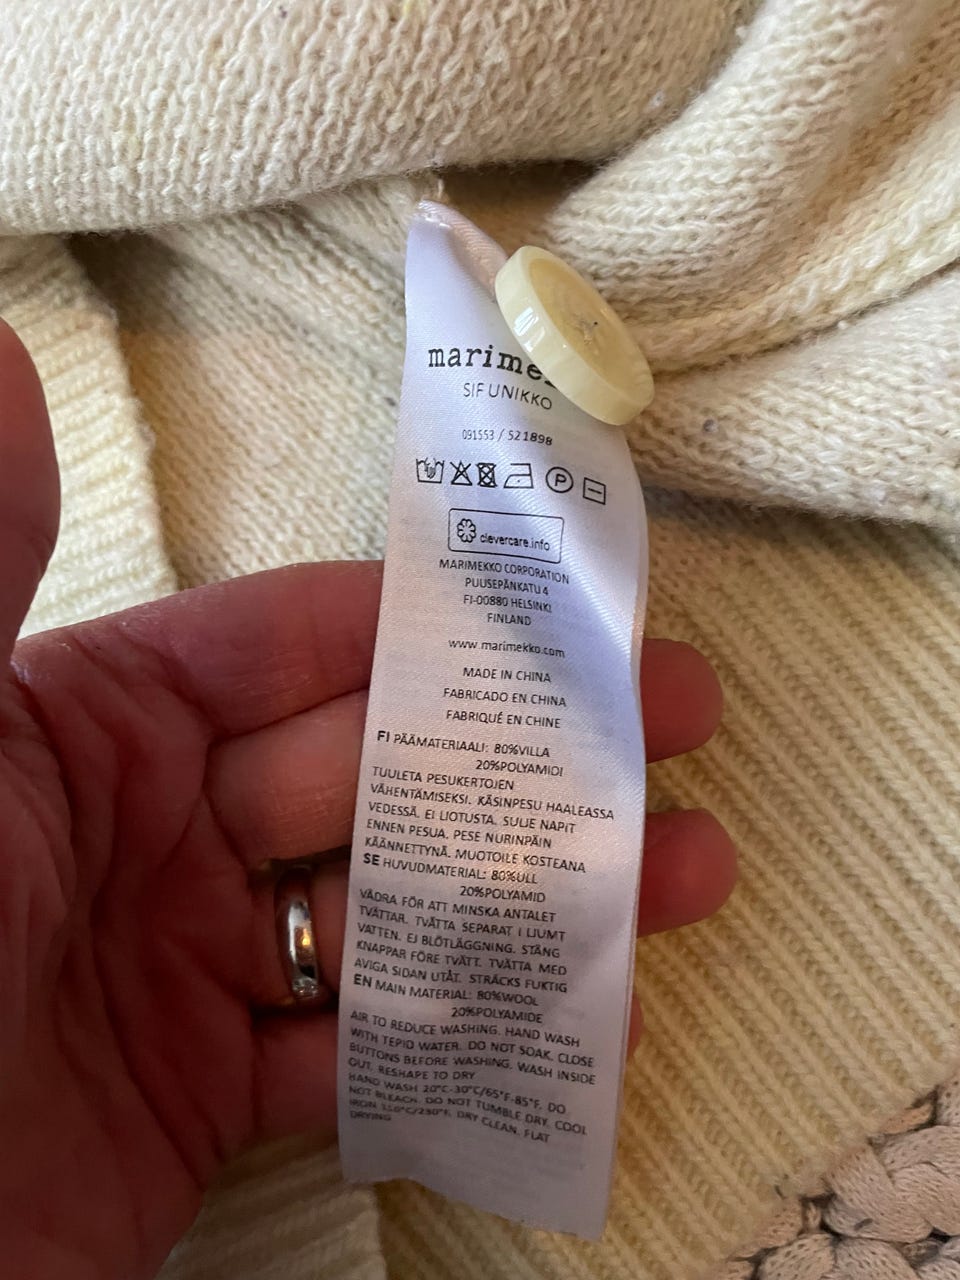 marime
SIF UNIKKO
091553 / 521898
P
clevercare.info
MARIMEKKO CORPORATION
PUUSEPÄNKATU 4
FI-00880 HELSINKI
FINLAND
www.marimekko.com
MADE IN CHINA
FABRICADO EN CHINA
FABRIQUÉ EN CHINE
FI PÄÄMATERIAALI: 80%VILLA
20%POLYAMIDI
TUULETA PESUKERTOJEN
VÄHENTÄMISEKSI. KÄSINPESU HAALEASSA
VEDESSÄ. EI LIOTUSTA. SULJE NAPIT
ENNEN PESUA. PESE NURINPÄIN
KÄÄNNETTYNÄ. MUOTOILE KOSTEANA
SE HUVUDMATERIAL: 80%ULL
20%POLYAMID
VÄDRA FÖR ATT MINSKA ANTALET
TVÄTTAR. TVÄTTA SEPARAT I LJUMT
VATTEN. EJ BLÖTLÄGGNING. STÄNG
KNAPPAR FÖRE TVÄTT. TVÄTTA MED
AVIGA SIDAN UTÅT. STRÄCKS FUKTIG
EN MAIN MATERIAL: 80%WOOL
20%POLYAMIDE
AIR TO REDUCE WASHING. HAND WASH
WITH TEPID WATER. DO NOT SOAK. CLOSE
BUTTONS BEFORE WASHING. WASH INSIDE
OUT. RESHAPE TO DRY
HAND WASH 20°C-30°C/65°F-85°F. DO
NOT BLEACH. DO NOT TUMBLE DRY. COOL
IRON 110°C/230°F. DRY CLEAN. FLAT
DRYING